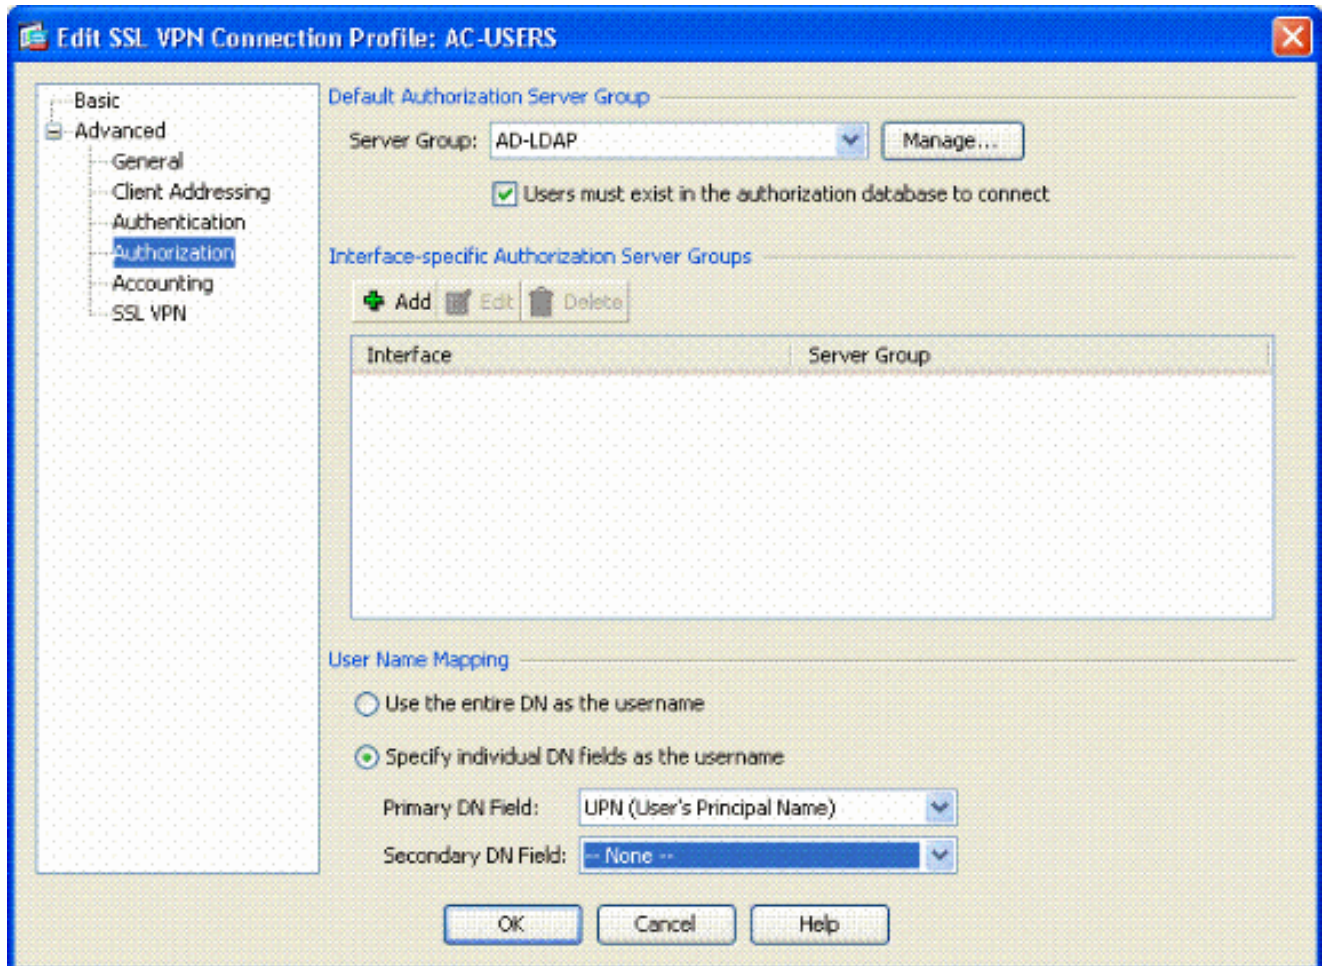 Edit SSL VPN Connection Profile: AC-USERS
Basic
Advanced
General
Client Addressing
Authentication
Authorization
Accounting
SSL VPN
Default Authorization Server Group
Server Group: AD-LDAP Manage...
Users must exist in the authorization database to connect
Interface-specific Authorization Server Groups
Add Edit Delete
Interface Server Group
User Name Mapping
Use the entire DN as the username
Specify individual DN fields as the username
Primary DN Field: UPN (User's Principal Name)
Secondary DN Field: -- None --
OK Cancel Help